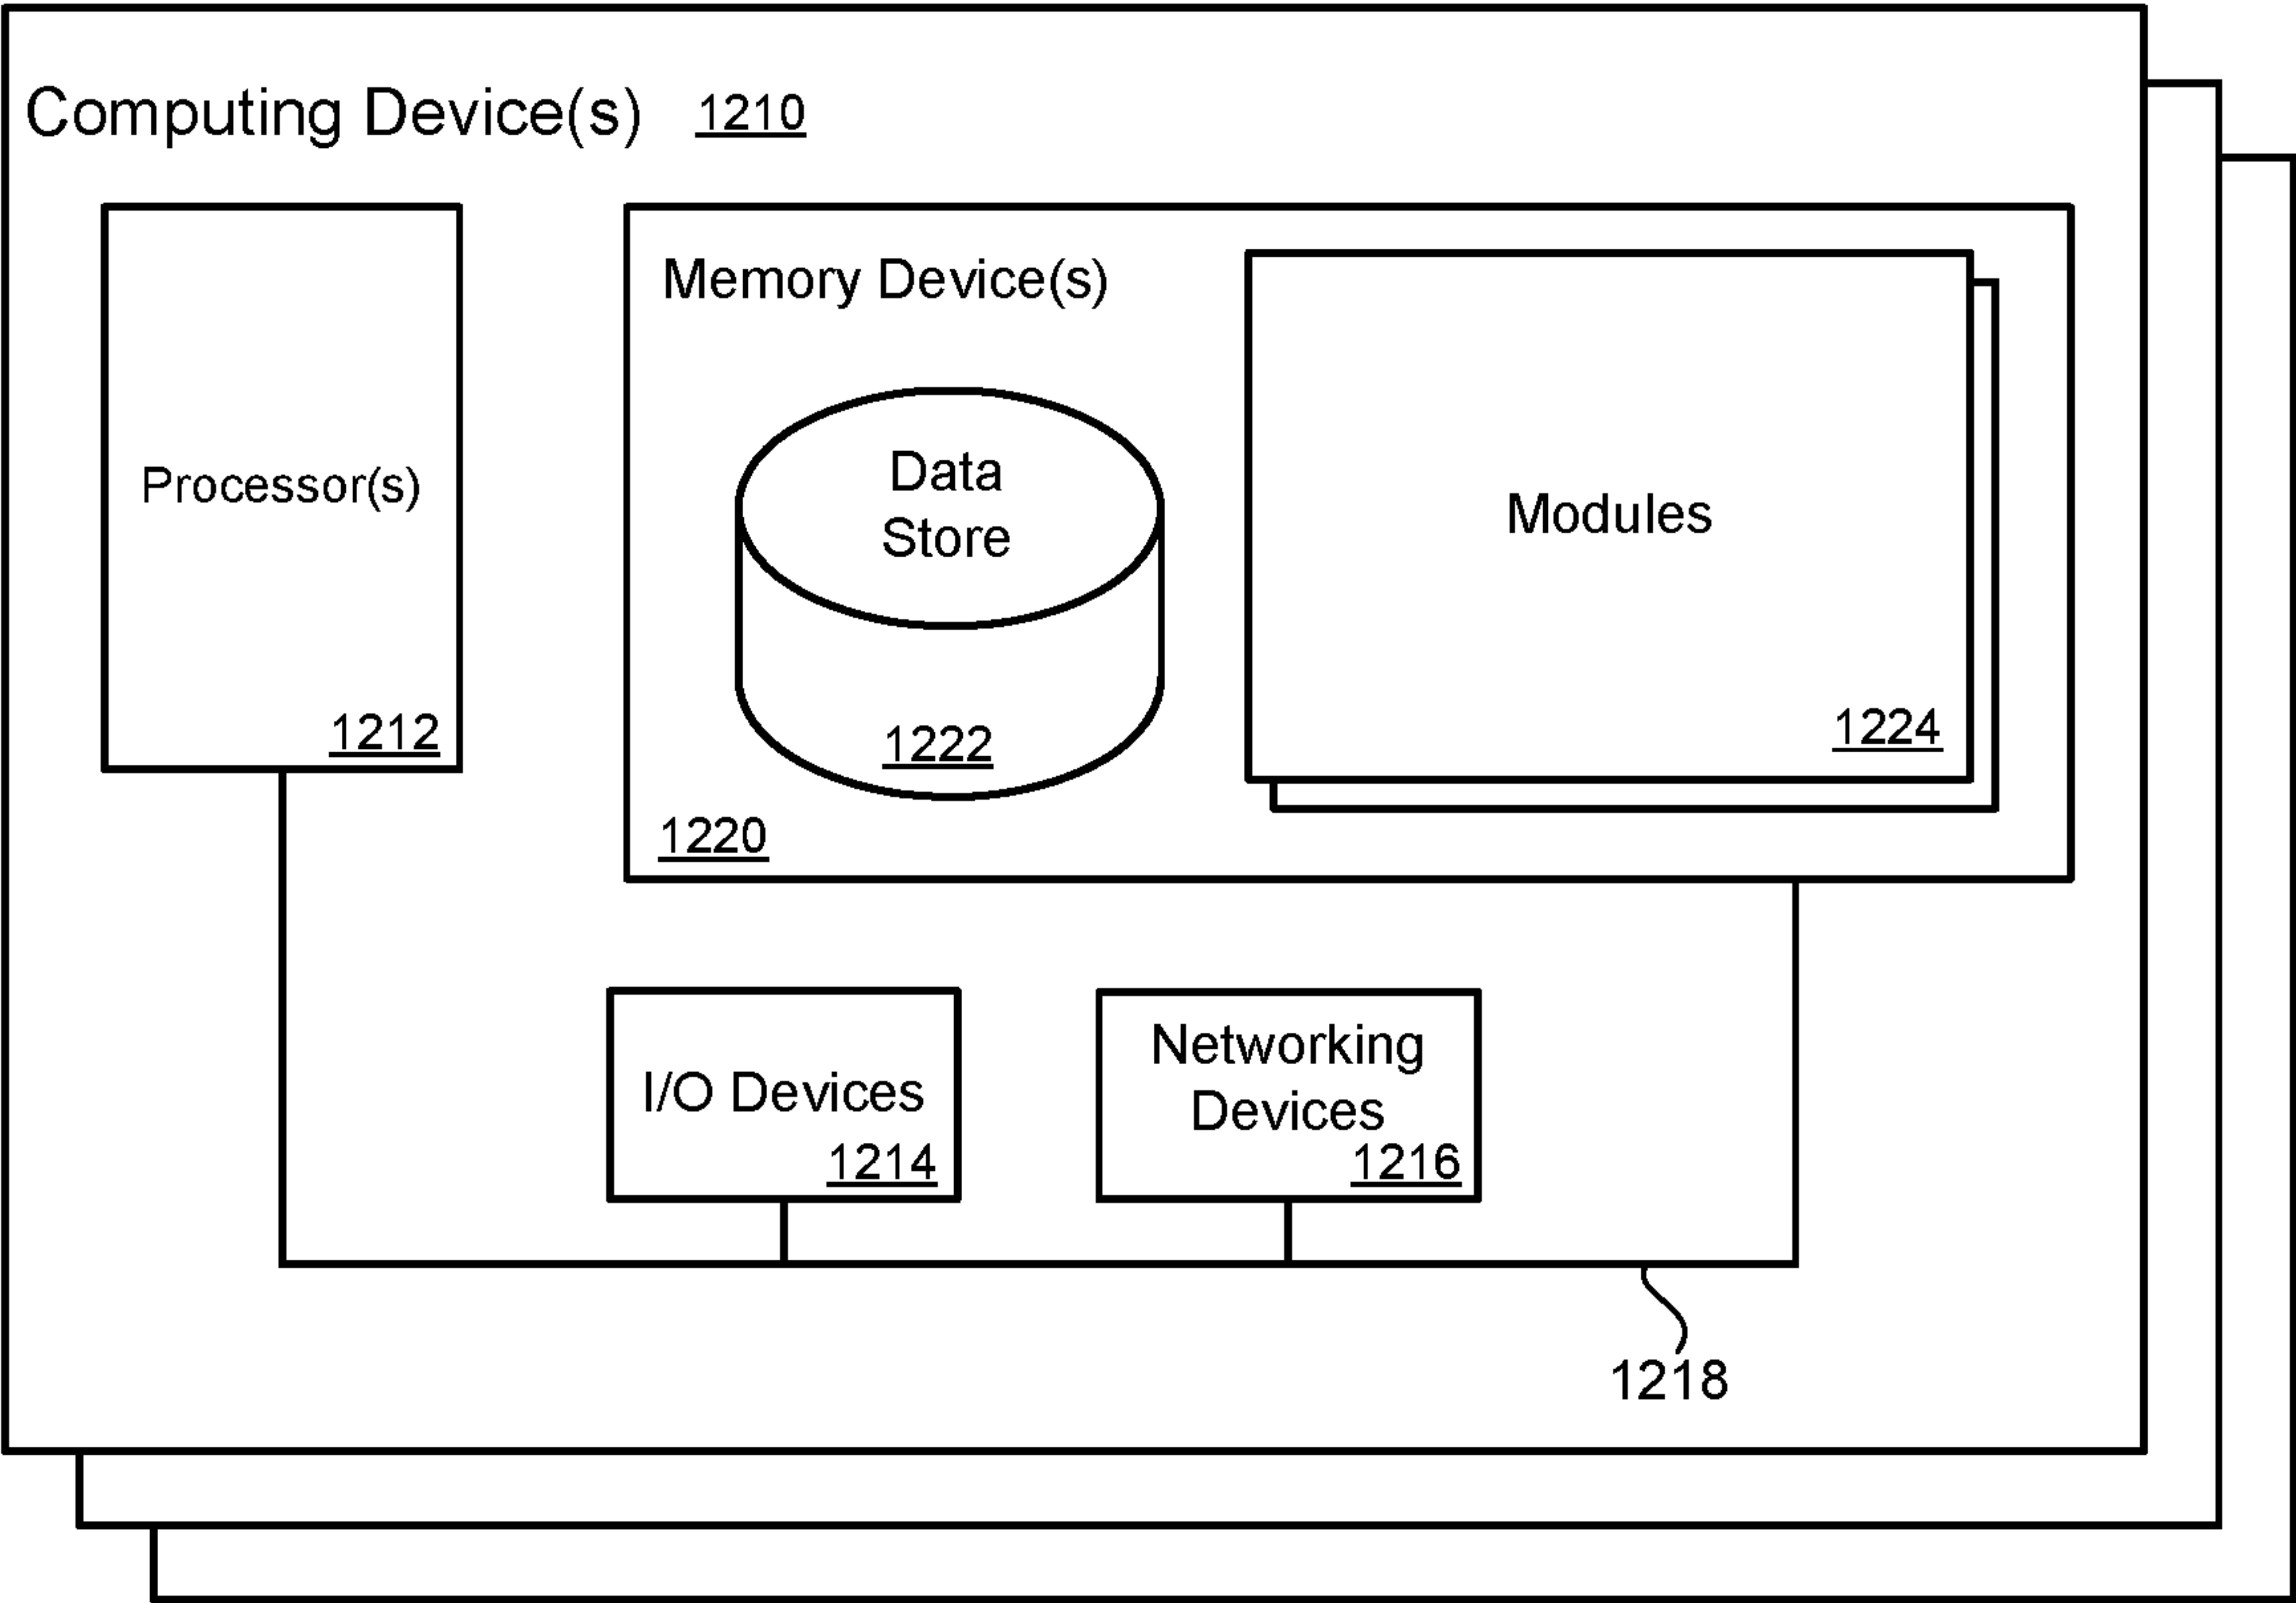 Computing Device(s) 1210
Processor(s)
1212
Memory Device(s)
Data
Store
1222
1220
Modules
1224
I/O Devices
1214
Networking
Devices
1216
1218